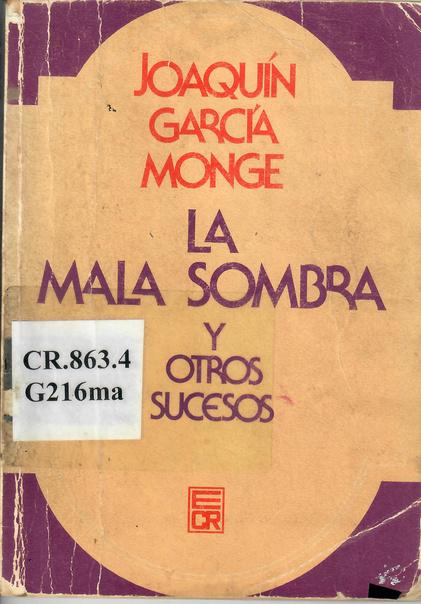 JOAQUÍN
GARCÍA
MONGE
LA
MALA SOMBRA
Y
OTROS
SUCESOS
CR.863.4
G216ma
ECR